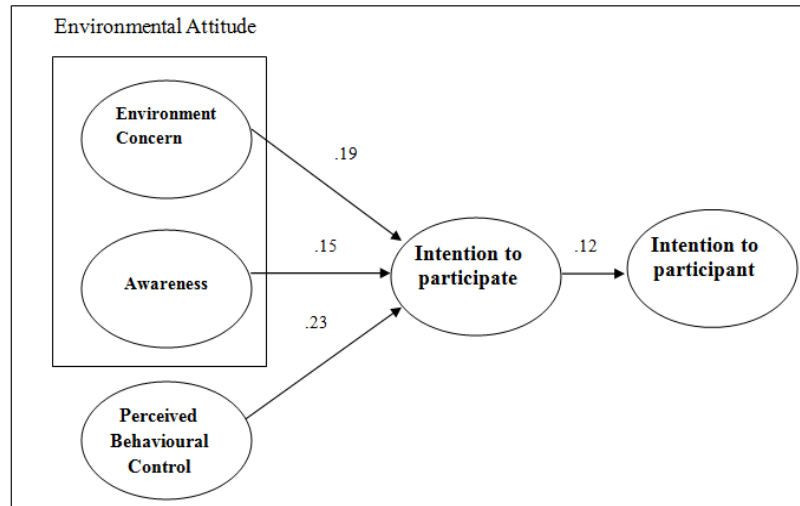 Environmental Attitude
Environment
Concern
.19
.15
Awareness
Intention to
participate
.12
Intention to
participant
.23
Perceived
Behavioural
Control